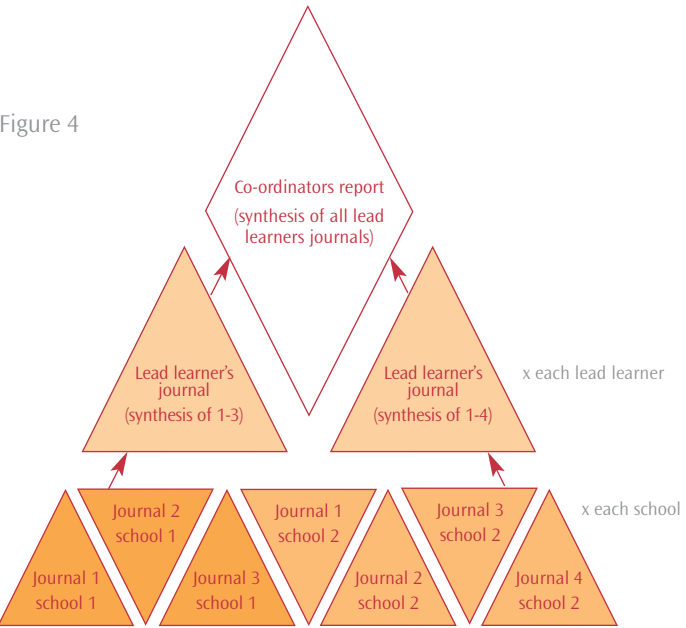 Figure 4
Co-ordinators report
(synthesis of all lead
learners journals)
Lead learner's
journal
(synthesis of 1-3)
Lead learner's
journal
(synthesis of 1-4)
x each lead learner
Journal 2
school 1
Journal 1
school 2
Journal 3
school 2
x each school
Journal 1
school 1
Journal 3
school 1
Journal 2
school 2
Journal 4
school 2